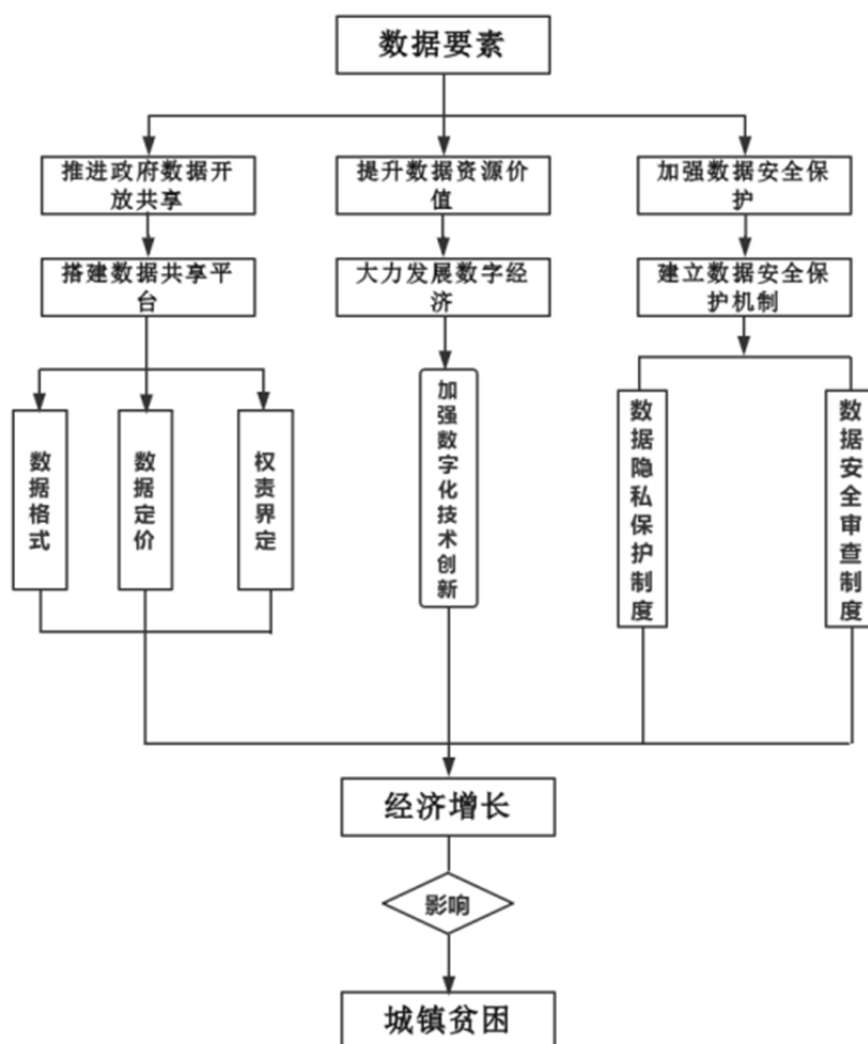 数据要素
推进政府数据开
放共享
提升数据资源价
值
加强数据安全保
护
搭建数据共享平
台
大力发展数字经
济
建立数据安全保
护机制
数据格式
数据定价
权责界定
加强数字化技术创新
数据隐私保护制度
数据安全审查制度
经济增长
影响
城镇贫困